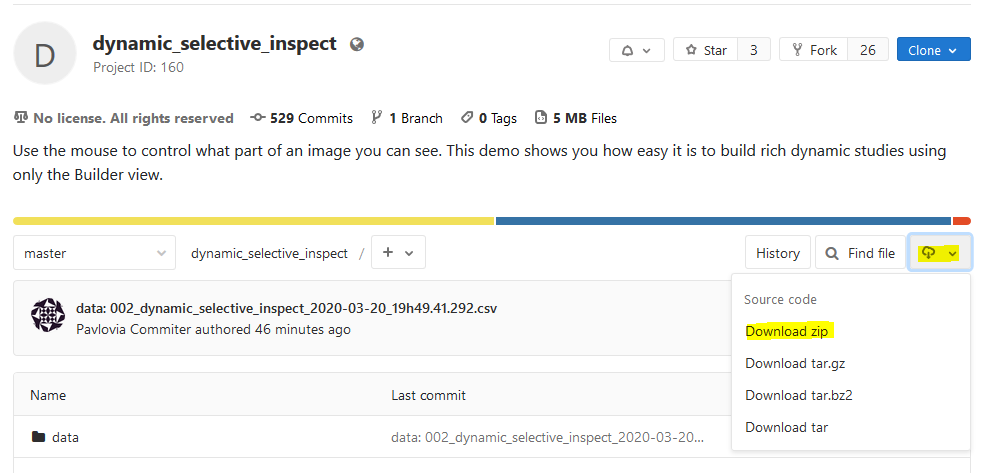 D
dynamic_selective_inspect
Project ID: 160
Star 3 Fork 26 Clone
No license. All rights reserved 529 Commits 1 Branch 0 Tags 5 MB Files
Use the mouse to control what part of an image you can see. This demo shows you how easy it is to build rich dynamic studies using
only the Builder view.
master dynamic_selective_inspect / + History Find file
Source code
Download zip
Download tar.gz
Download tar.bz2
Download tar
data: 002_dynamic_selective_inspect_2020-03-20_19h49.41.292.csv
Pavlovia Commiter authored 46 minutes ago
Name Last commit
data data: 002_dynamic_selective_inspect_2020-03-20...